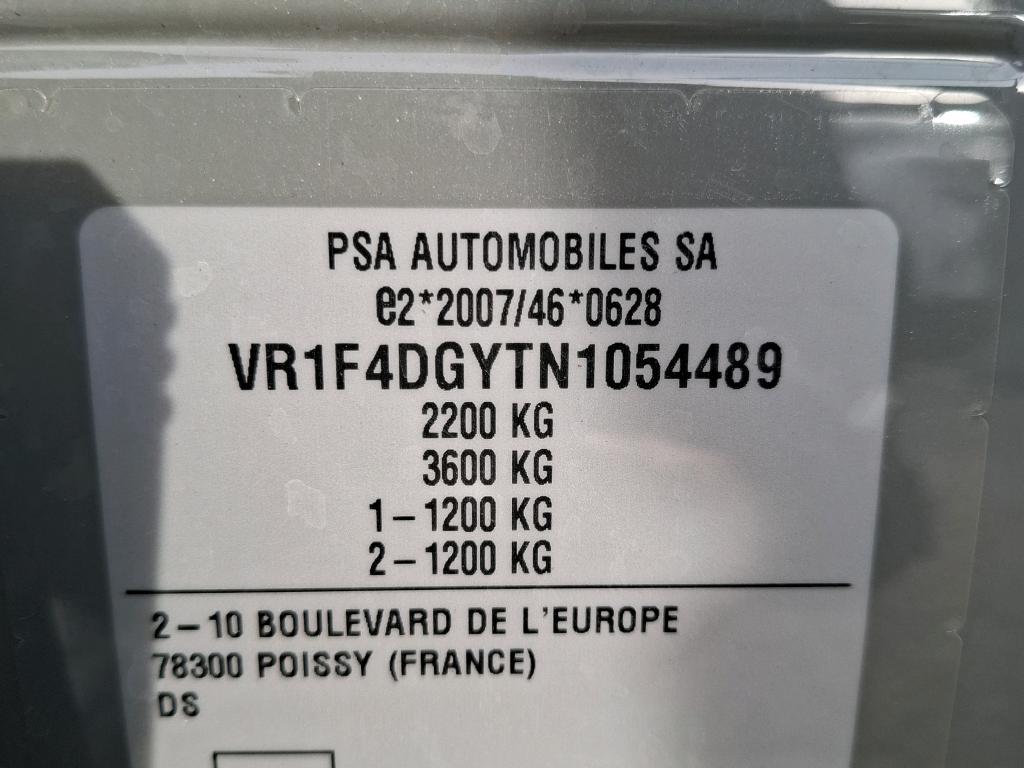 PSA AUTOMOBILES SA
e2*2007/46*0628
VR1F4DGYTN1054489
2200 KG
3600 KG
1-1200 KG
2-1200 KG
2-10 BOULEVARD DE L'EUROPE
78300 POISSY (FRANCE)
DS